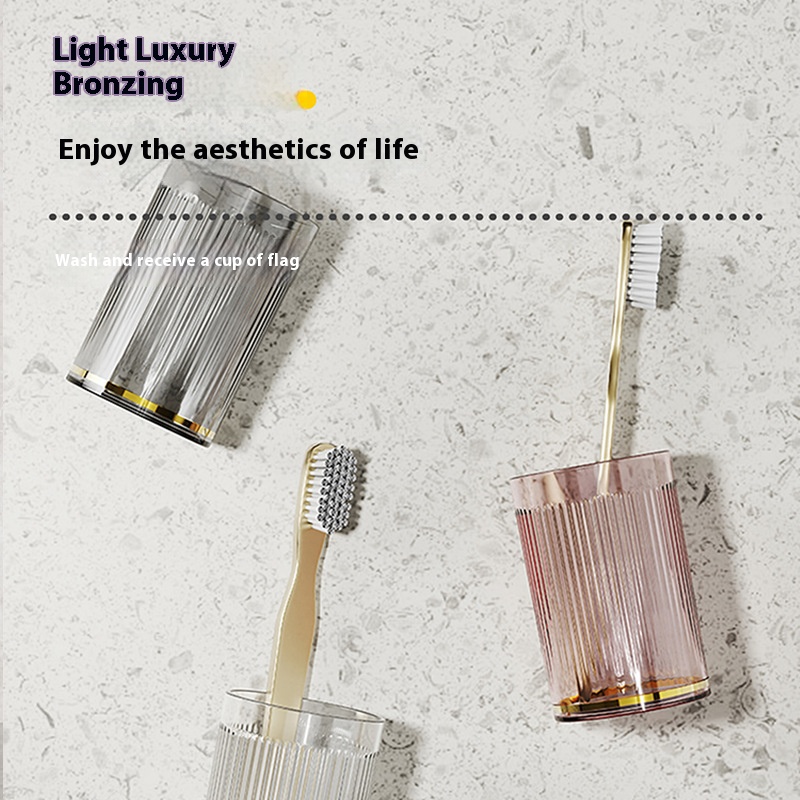 Light Luxury
Bronzing
Enjoy the aesthetics of life
Wash and receive a cup of flag